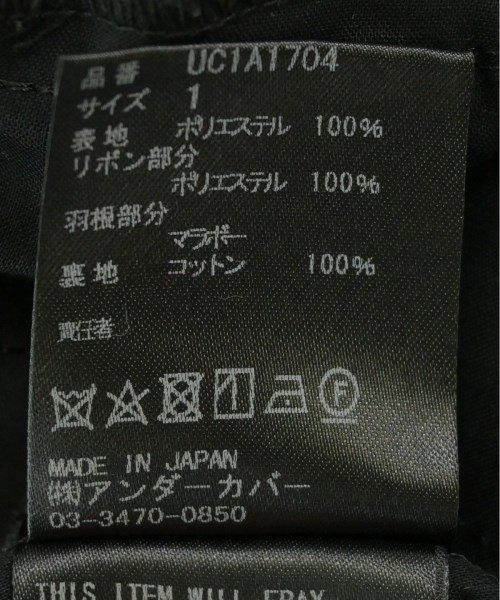 品番 UC1A1704
サイズ 1
表地 ポリエステル 100%
リボン部分
ポリエステル 100%
羽根部分
マラボー
裏地 コットン 100%
責任者
MADE IN JAPAN
㈱アンダーカバー
03-3470-0850
THIS ITEM WILL FRAY